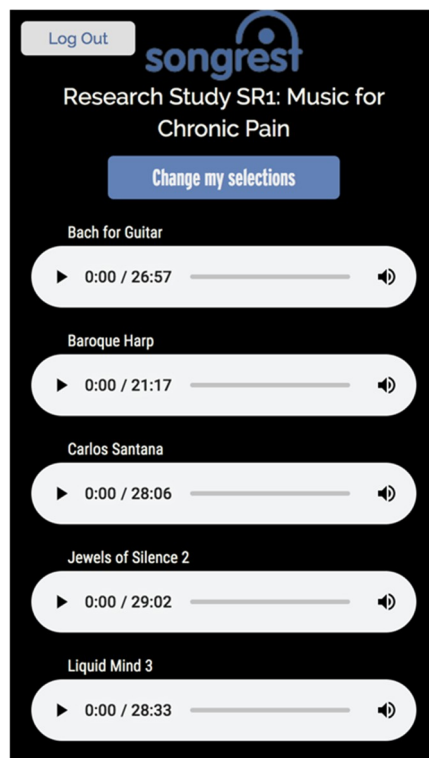 Log Out
songrest
Research Study SR1: Music for
Chronic Pain
Change my selections
Bach for Guitar
0:00 / 26:57
Baroque Harp
0:00 / 21:17
Carlos Santana
0:00 / 28:06
Jewels of Silence 2
0:00 / 29:02
Liquid Mind 3
0:00 / 28:33